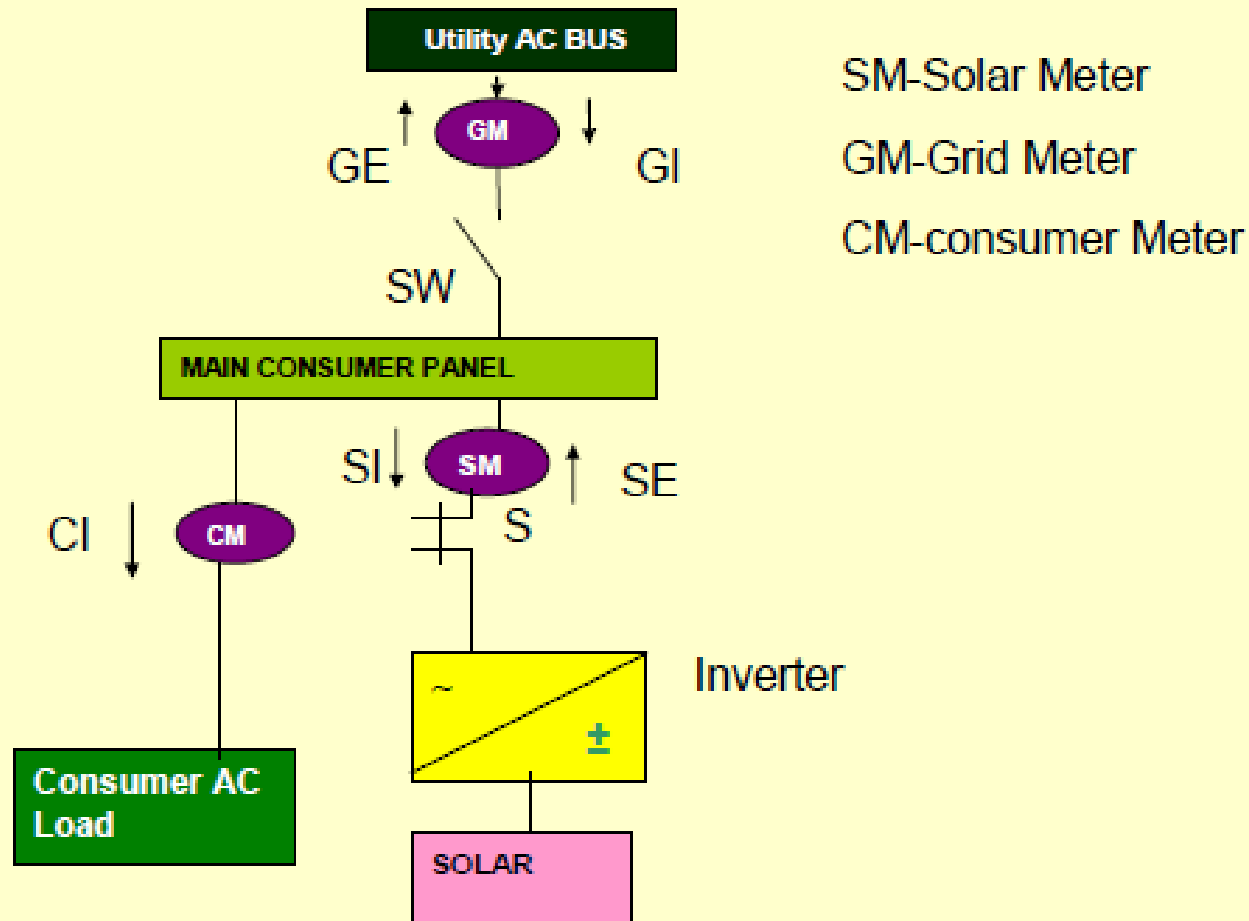 Utility AC BUS
SM-Solar Meter
GM
GE
GI
GM-Grid Meter
CM-consumer Meter
SW
MAIN CONSUMER PANEL
SI
SM
SE
CI
CM
S
~
±
Inverter
Consumer AC
Load
SOLAR